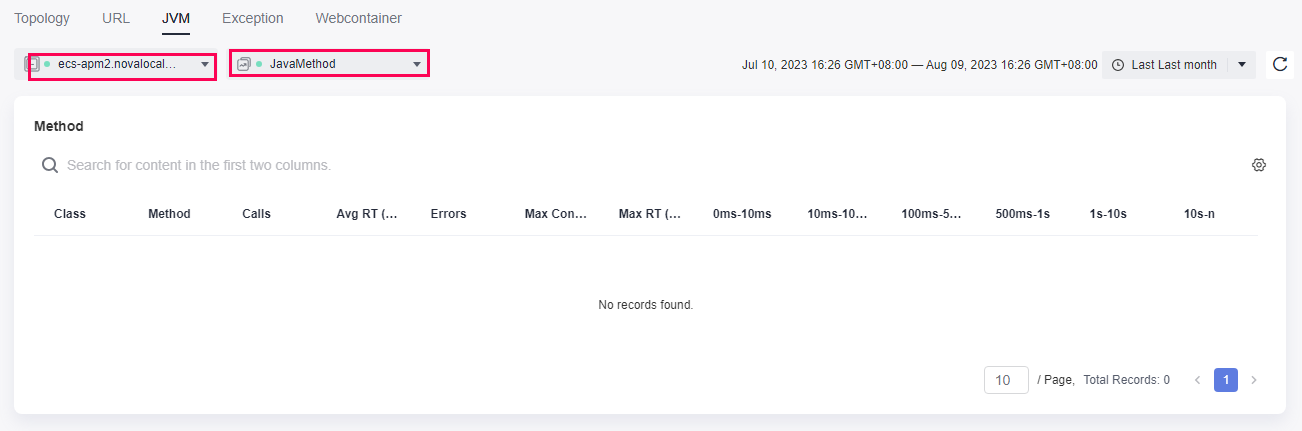 Topology URL JVM Exception Webcontainer
ecs-apm2.novalocal... JavaMethod Jul 10, 2023 16:26 GMT+08:00 — Aug 09, 2023 16:26 GMT+08:00 Last Last month
Method
Search for content in the first two columns.
Class Method Calls Avg RT (... Errors Max Con... Max RT (... 0ms-10ms 10ms-10... 100ms-5... 500ms-1s 1s-10s 10s-n
No records found.
10 / Page, Total Records: 0 1